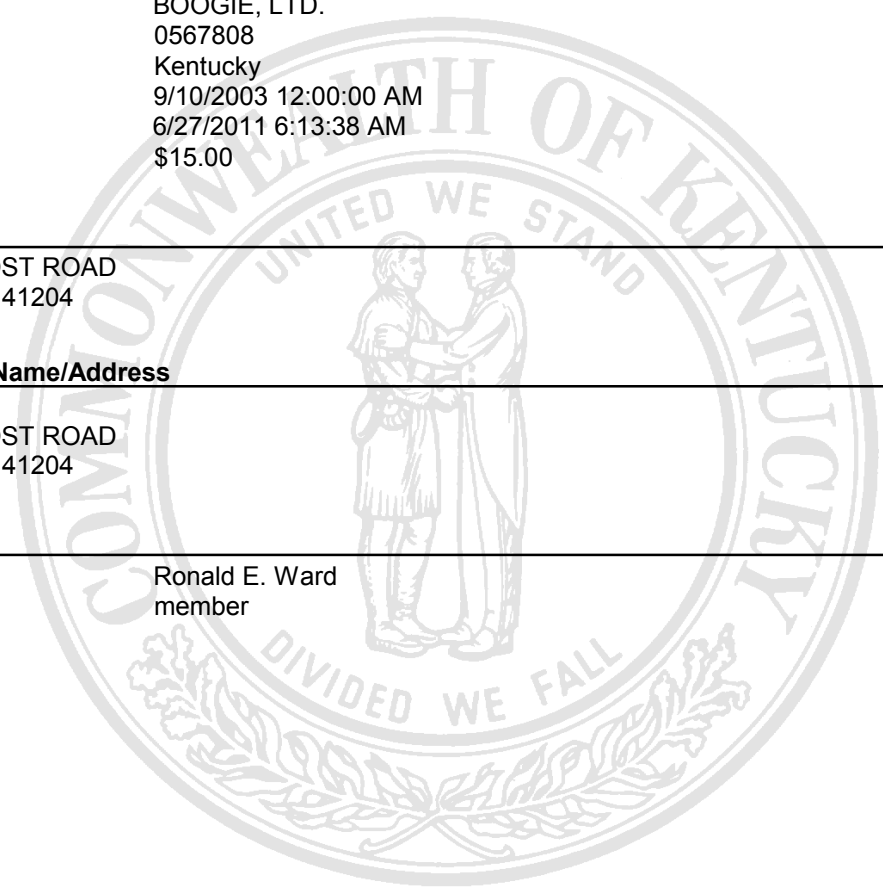 BOOGIE, LTD.
0567808
Kentucky
9/10/2003 12:00:00 AM
6/27/2011 6:13:38 AM
$15.00
OST ROAD
41204
Name/Address
OST ROAD
41204
Ronald E. Ward
member
COMMONWEALTH OF KENTUCKY
UNITED WE STAND
DIVIDED WE FALL